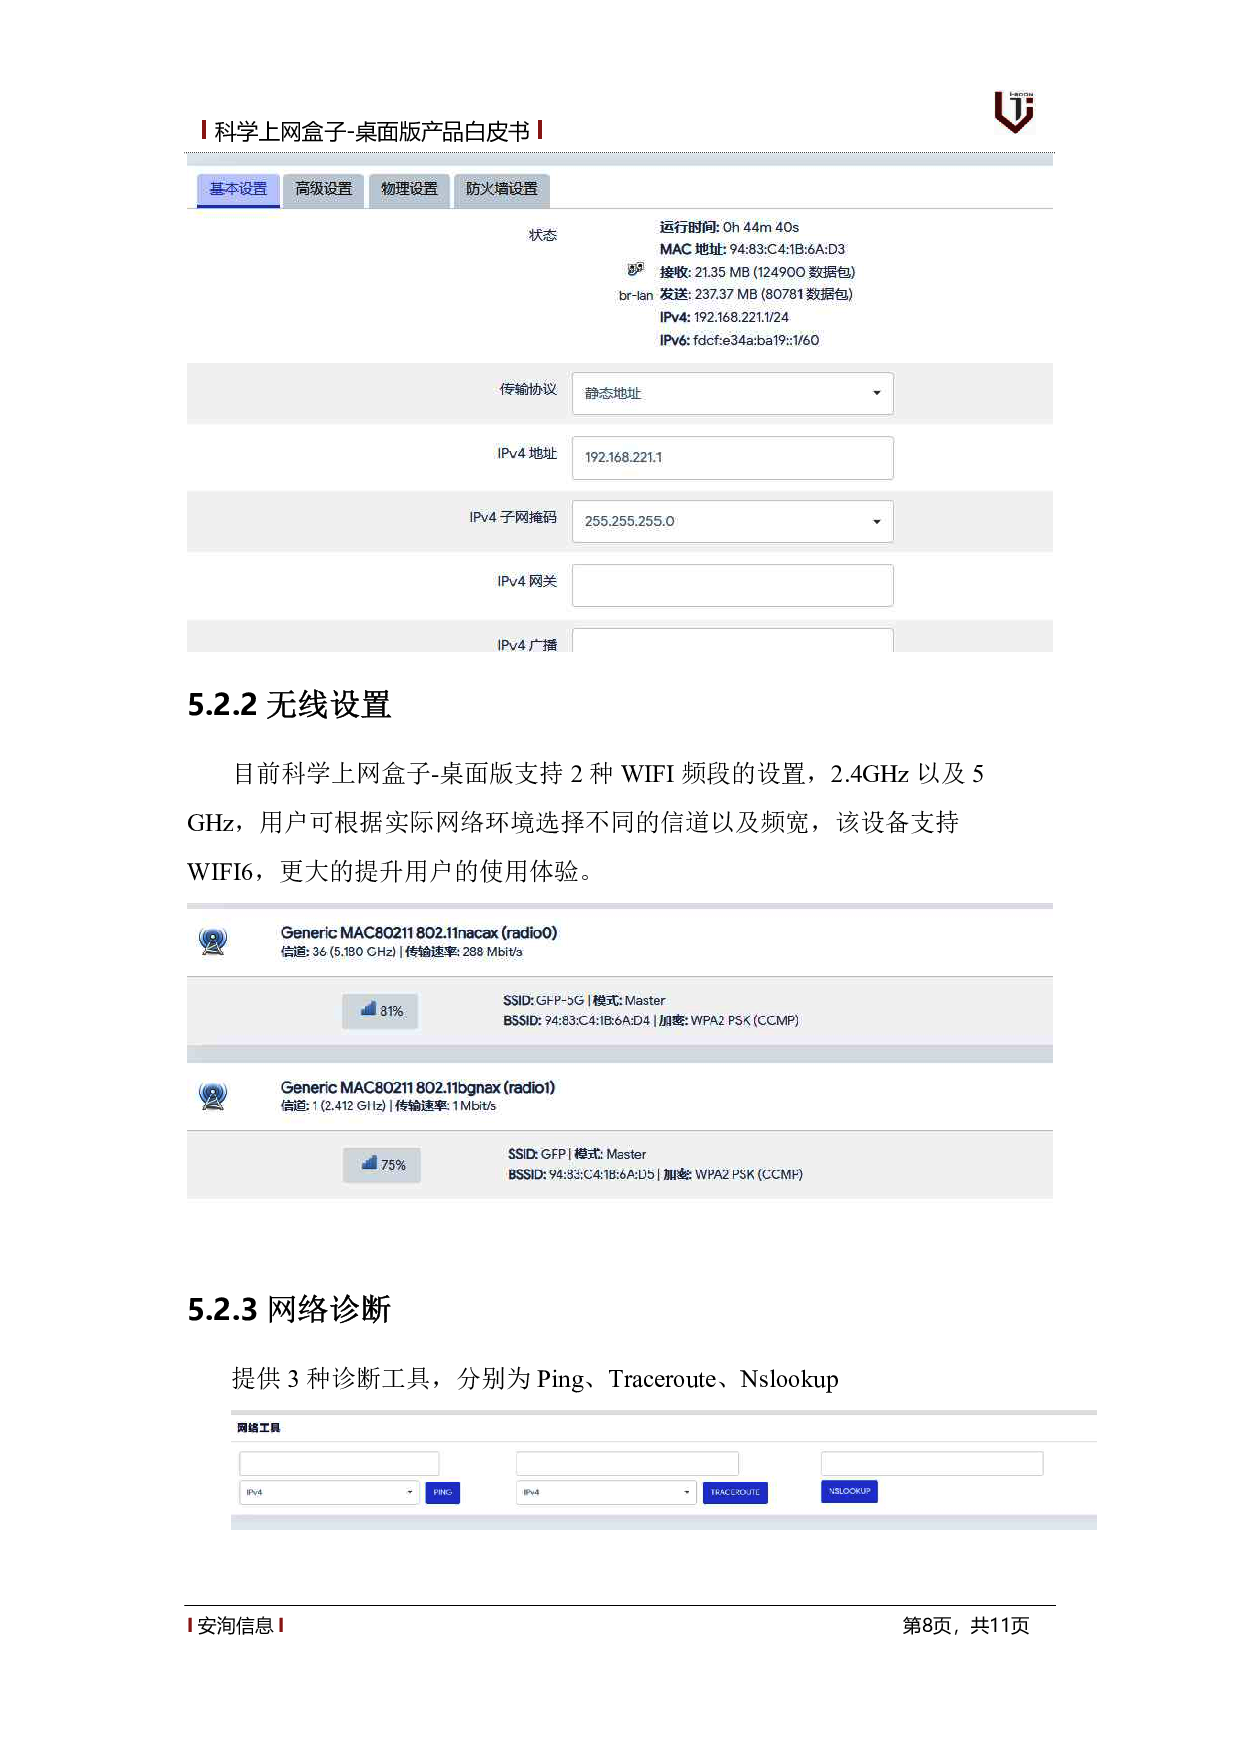 i-SOON
科学上网盒子-桌面版产品白皮书
基本设置 高级设置 物理设置 防火墙设置
状态
运行时间: 0h 44m 40s
MAC 地址: 94:83:C4:1B:6A:D3
接收: 21.35 MB (124900 数据包)
br-lan 发送: 237.37 MB (80781 数据包)
IPv4: 192.168.221.1/24
IPv6: fdcf:e34a:ba19::1/60
传输协议 静态地址
IPv4 地址 192.168.221.1
IPv4 子网掩码 255.255.255.0
IPv4 网关
IPv4 广播
5.2.2 无线设置
目前科学上网盒子-桌面版支持 2 种 WIFI 频段的设置，2.4GHz 以及 5
GHz，用户可根据实际网络环境选择不同的信道以及频宽，该设备支持
WIFI6，更大的提升用户的使用体验。
Generic MAC80211 802.11nacax (radio0)
信道: 36 (5.180 GHz) | 传输速率: 288 Mbit/s
81%
SSID: GFP-5G | 模式: Master
BSSID: 94:83:C4:1B:6A:D4 | 加密: WPA2 PSK (CCMP)
Generic MAC80211 802.11bgnax (radio1)
信道: 1 (2.412 GHz) | 传输速率: 1 Mbit/s
75%
SSID: GFP | 模式: Master
BSSID: 94:83:C4:1B:6A:D5 | 加密: WPA2 PSK (CCMP)
5.2.3 网络诊断
提供 3 种诊断工具，分别为 Ping、Traceroute、Nslookup
网络工具
IPv4 PING IPv4 TRACEROUTE NSLOOKUP
安洵信息 第8页，共11页